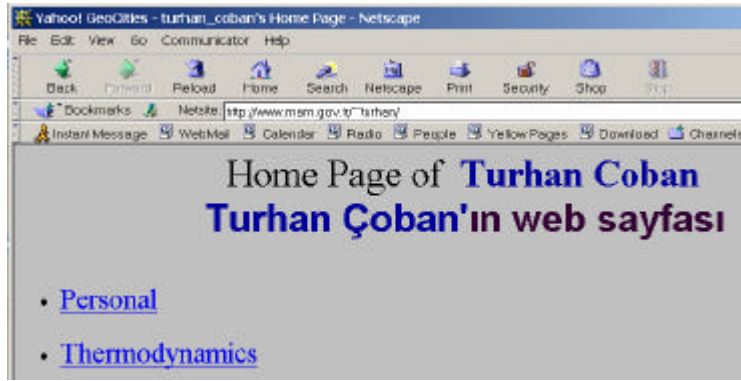 Yahoo! GeoCities - turhan_coban's Home Page - Netscape
File Edit View Go Communicator Help
Back Forward Reload Home Search Netscape Print Security Shop Stop
Bookmarks Netsite: http://www.mam.gov.tr/~turhan/
Instant Message WebMail Calendar Radio People Yellow Pages Download Channels
Home Page of Turhan Coban
Turhan Çoban'ın web sayfası
• Personal
• Thermodynamics